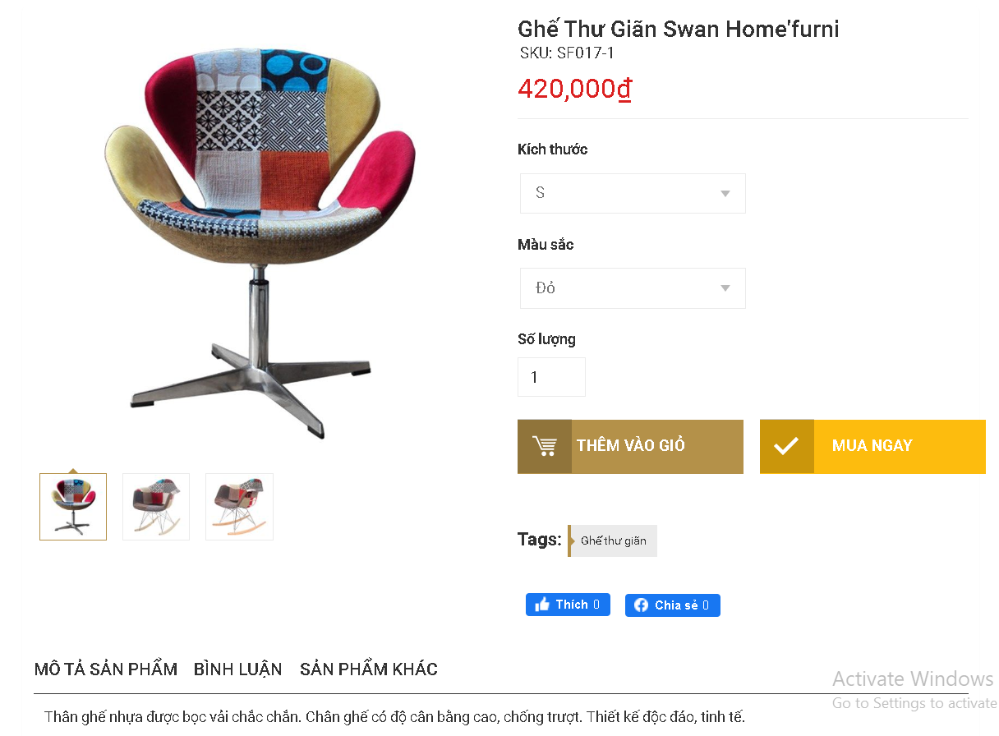 Ghế Thư Giãn Swan Home'furni
SKU: SF017-1
420,000₫
Kích thước
S
Màu sắc
Đỏ
Số lượng
1
THÊM VÀO GIỎ
MUA NGAY
Tags: Ghế thư giãn
Thích 0
Chia sẻ 0
MÔ TẢ SẢN PHẨM BÌNH LUẬN SẢN PHẨM KHÁC
Activate Windows
Go to Settings to activate
Thân ghế nhựa được bọc vải chắc chắn. Chân ghế có độ cân bằng cao, chống trượt. Thiết kế độc đáo, tinh tế.